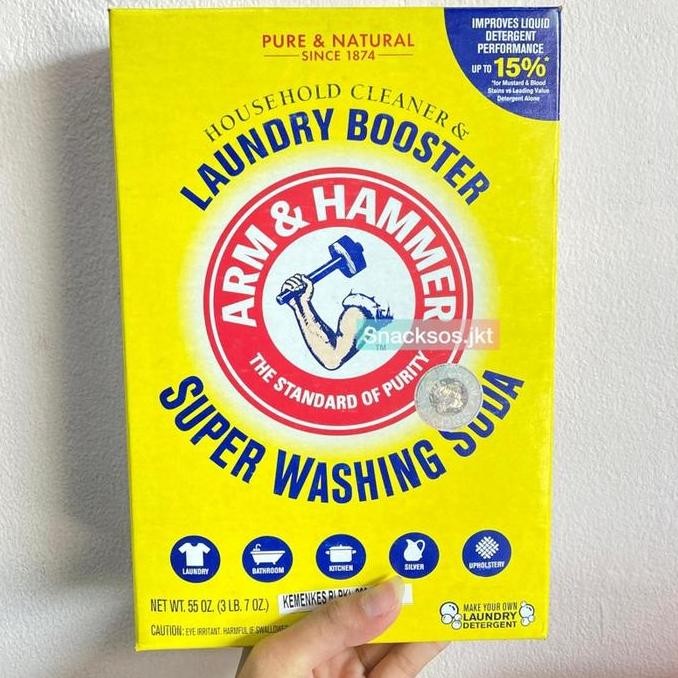 PURE & NATURAL
SINCE 1874
IMPROVES LIQUID
DETERGENT
PERFORMANCE
UP TO 15%*
*for Mustard & Blood
Stains vs Leading Value
Detergent Alone
HOUSEHOLD CLEANER &
LAUNDRY BOOSTER
ARM & HAMMER
Snacksos.jkt
TM
THE STANDARD OF PURITY
SUPER WASHING SODA
LAUNDRY
BATHROOM
KITCHEN
SILVER
UPHOLSTERY
NET WT. 55 OZ. (3 LB. 7 OZ.)
KEMENKES RI
CAUTION: EYE IRRITANT. HARMFUL IF SWALLOWED
MAKE YOUR OWN
LAUNDRY
DETERGENT